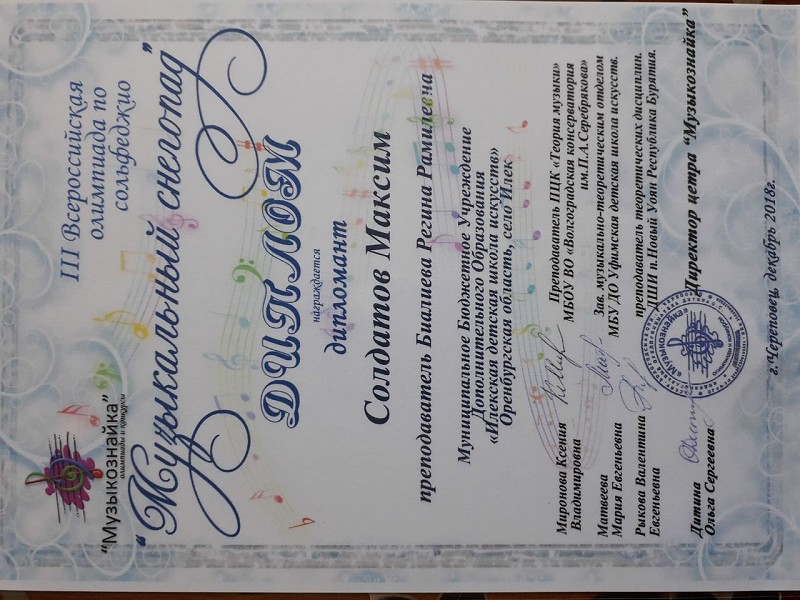 "Музыкознайка"
олимпиады и конкурсы
III Всероссийская
олимпиада по
сольфеджио
"Музыкальный снегопад"
ДИПЛОМ
награждается
дипломант
Солдатов Максим
преподаватель Биалиева Регина Рамилевна
Муниципальное Бюджетное Учреждение
Дополнительного Образования
«Илекская детская школа искусств»
Оренбургская область, село Илек
Миронова Ксения
Владимировна
Преподаватель ПЦК «Теория музыки»
МБОУ ВО «Волгоградская консерватория
им.П.А.Серебрякова»
Матвеева
Мария Евгеньевна
Зав. музыкально-теоретическим отделом
МБУ ДО Уфимская детская школа искусств.
Рыкова Валентина
Евгеньевна
преподаватель теоретических дисциплин.
ДШИ п. Новый Уоян Республика Бурятия.
Дитина
Ольга Сергеевна
Директор цетра "Музыкознайка"
«Музыкознайка»
г.Череповец, декабрь 2018г.